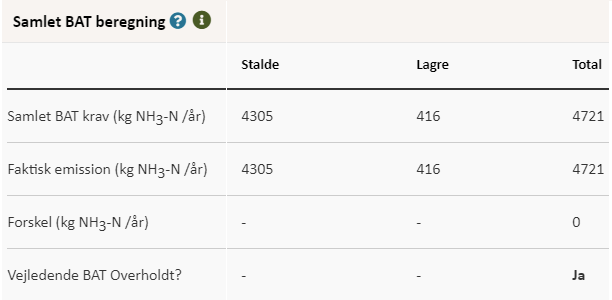 Samlet BAT beregning ? i
Stalde Lagre Total
Samlet BAT krav (kg NH3-N /år) 4305 416 4721
Faktisk emission (kg NH3-N /år) 4305 416 4721
Forskel (kg NH3-N /år) - - 0
Vejledende BAT Overholdt? - - Ja